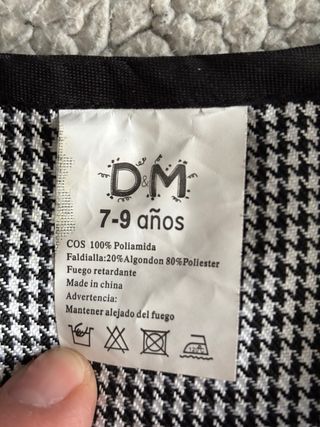 D&M
7-9 años
COS 100% Poliamida
Faldialla:20% Algondon 80%Poliester
Fuego retardante
Made in china
Advertencia:
Mantener alejado del fuego